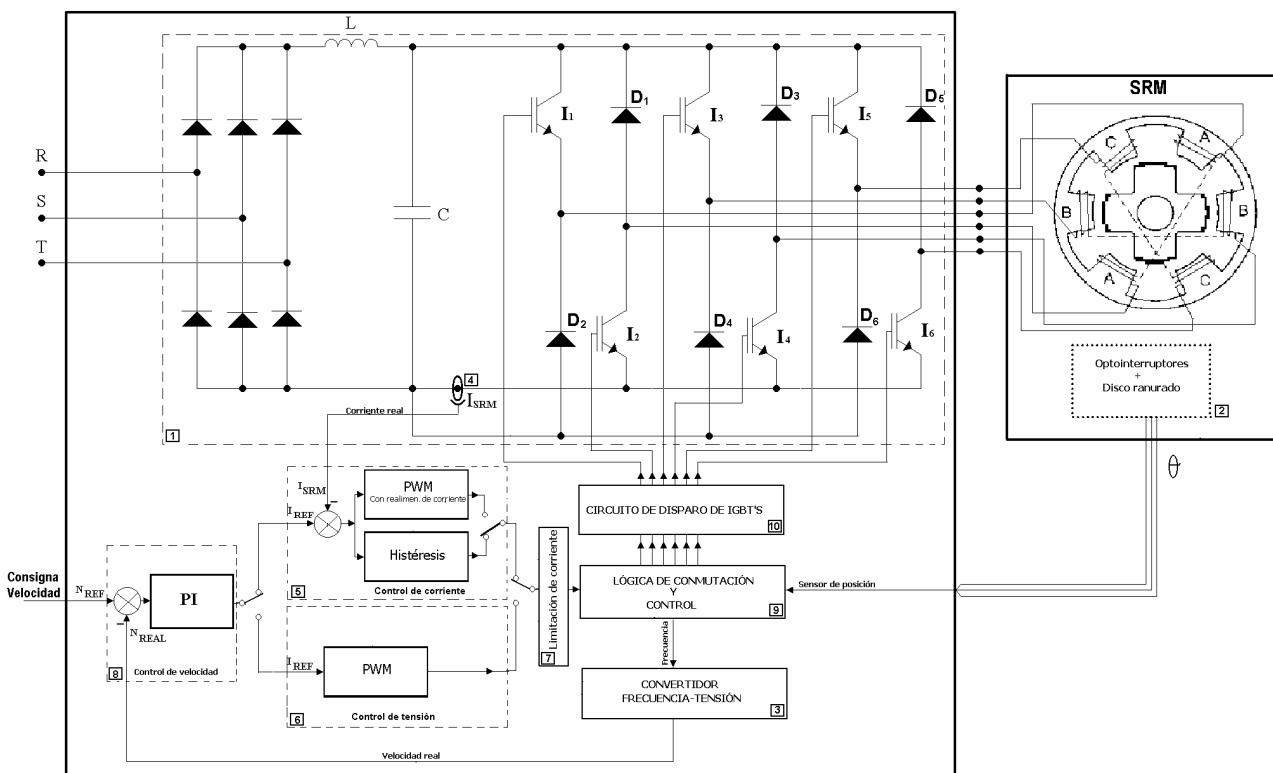 L
R
S
T
C
I1
D1
I3
D3
I5
D5
D2
I2
D4
I4
D6
I6
1
4
ISRM
Corriente real
SRM
C
A
B
B
A
C
Optointerruptores
+
Disco ranurado
2
θ
ISRM
IREF
PWM
Con realimen. de corriente
Histéresis
5
Control de corriente
CIRCUITO DE DISPARO DE IGBT'S
10
LÓGICA DE CONMUTACIÓN
Y
CONTROL
9
Sensor de posición
Limitación de corriente
7
Consigna
Velocidad
NREF
PI
NREAL
8
Control de velocidad
IREF
PWM
6
Control de tensión
Frecuencia
CONVERTIDOR
FRECUENCIA-TENSIÓN
3
Velocidad real